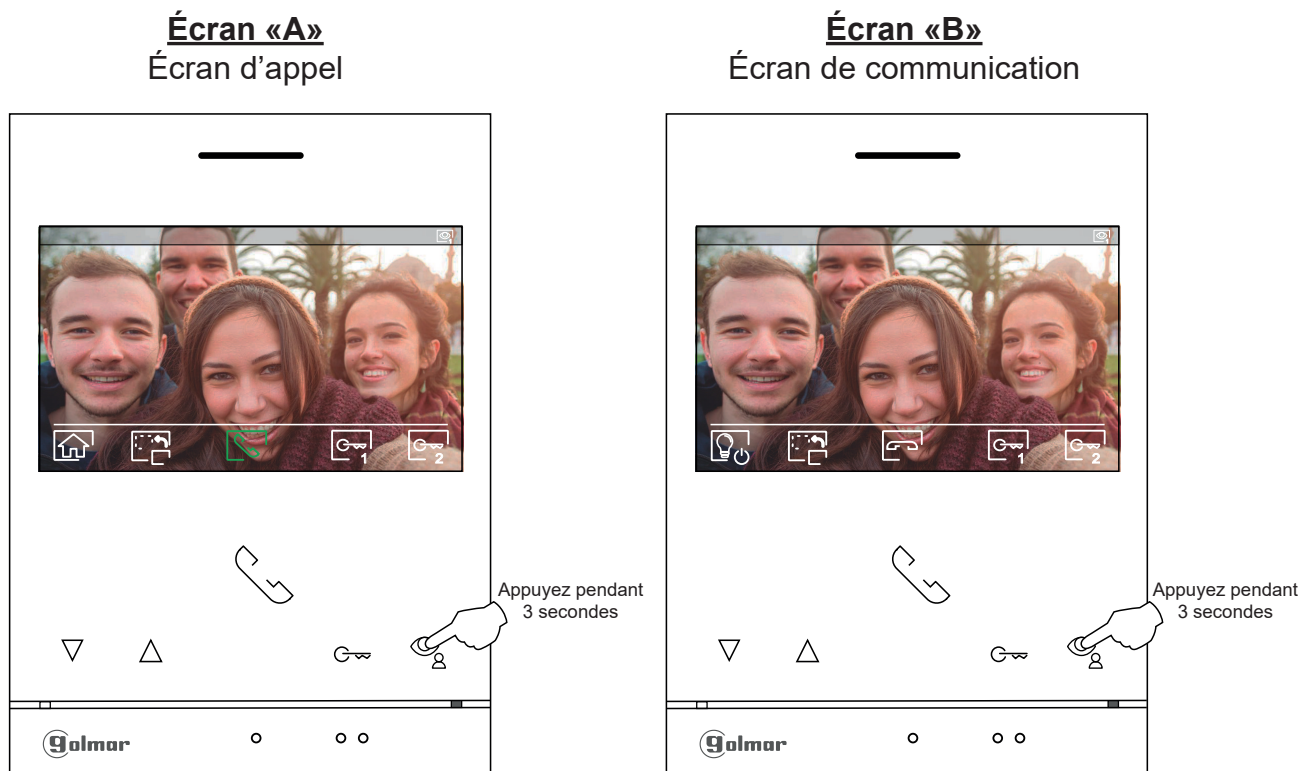 Écran «A»
Écran d'appel
Écran «B»
Écran de communication
1
2
1
2
Appuyez pendant
3 secondes
Appuyez pendant
3 secondes
golmar
golmar